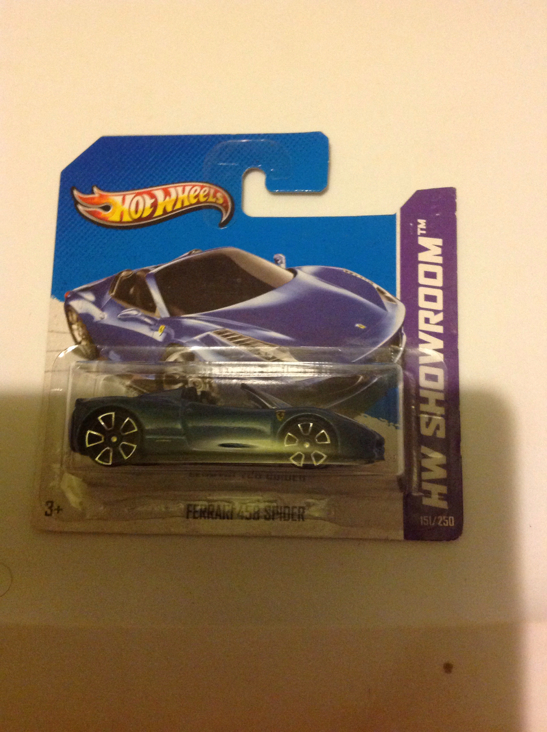 HOT WHEELS
HW SHOWROOM™
151/250
3+
FERRARI 458 SPIDER